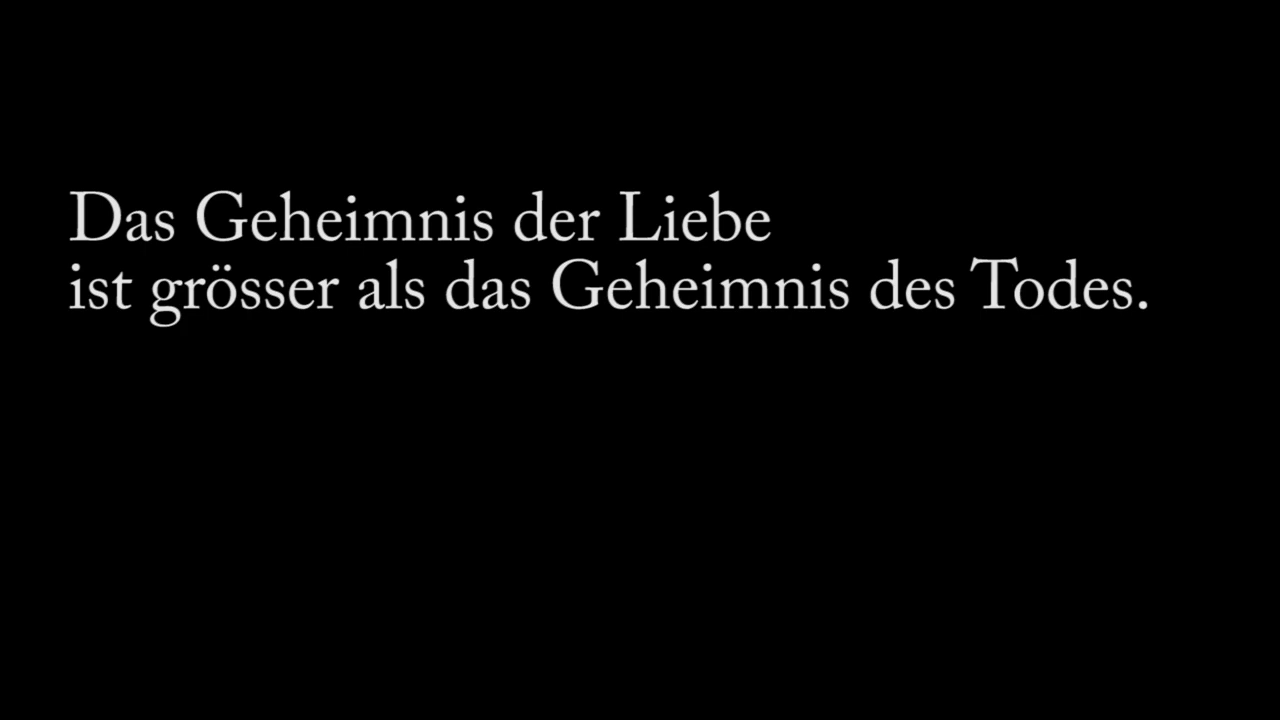 Das Geheimnis der Liebe
ist grösser als das Geheimnis des Todes.